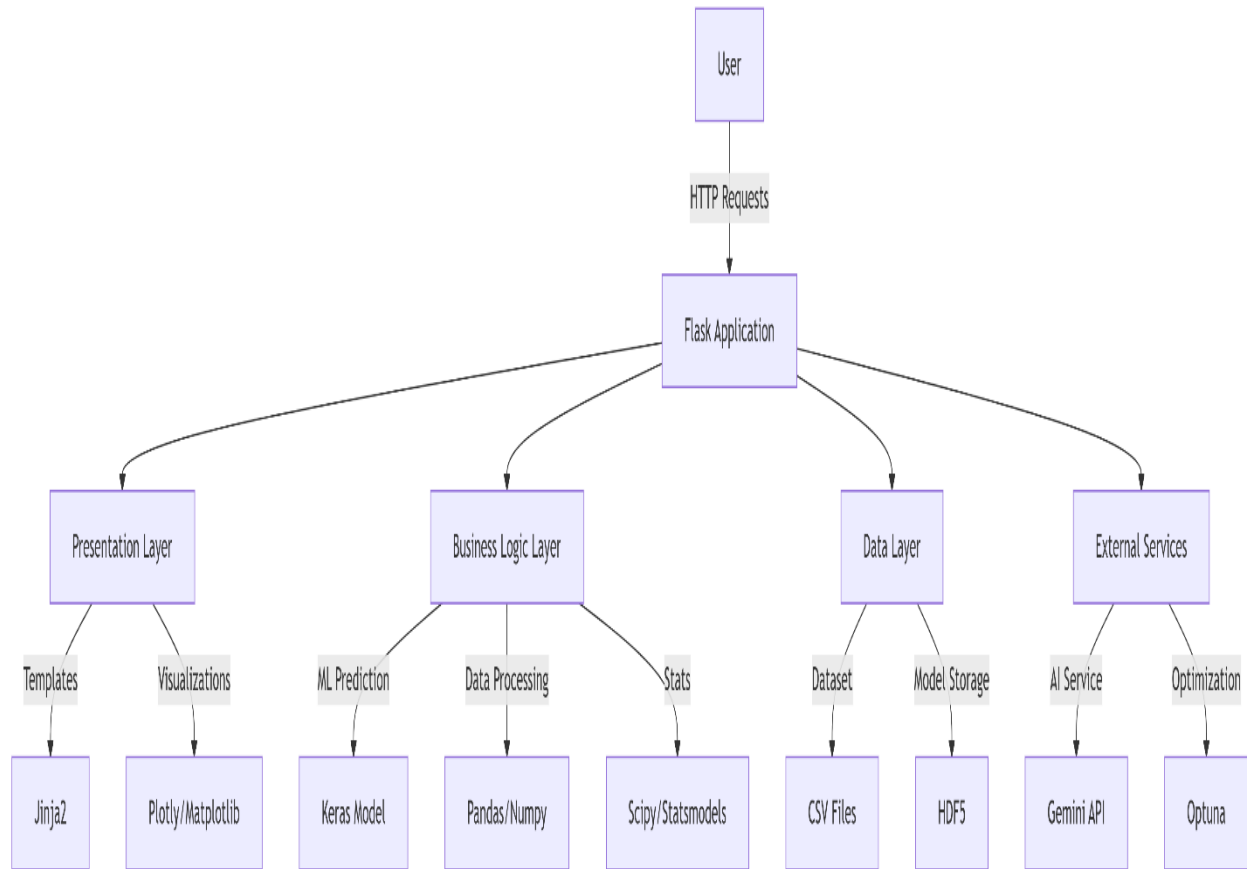 User
HTTP Requests
Flask Application
Presentation Layer
Business Logic Layer
Data Layer
External Services
Templates
Visualizations
ML Prediction
Data Processing
Stats
Dataset
Model Storage
AI Service
Optimization
Jinja2
Plotly/Matplotlib
Keras Model
Pandas/Numpy
Scipy/Statsmodels
CSV Files
HDF5
Gemini API
Optuna